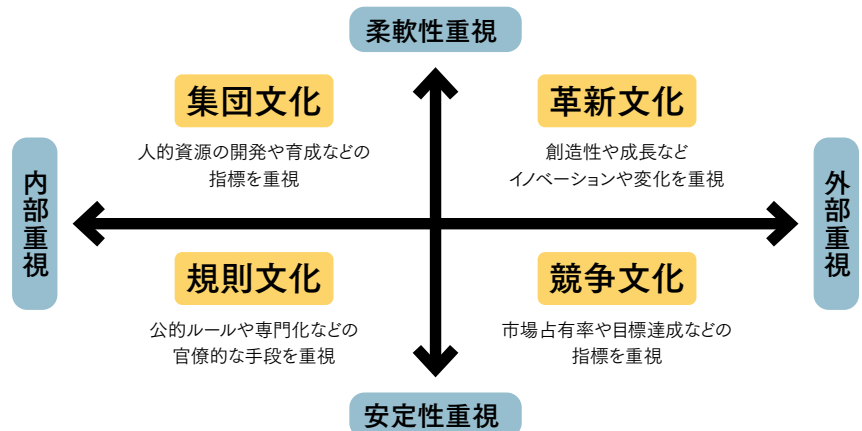 柔軟性重視
集団文化
人的資源の開発や育成などの
指標を重視
革新文化
創造性や成長など
イノベーションや変化を重視
内部重視
外部重視
規則文化
公的ルールや専門化などの
官僚的な手段を重視
競争文化
市場占有率や目標達成などの
指標を重視
安定性重視